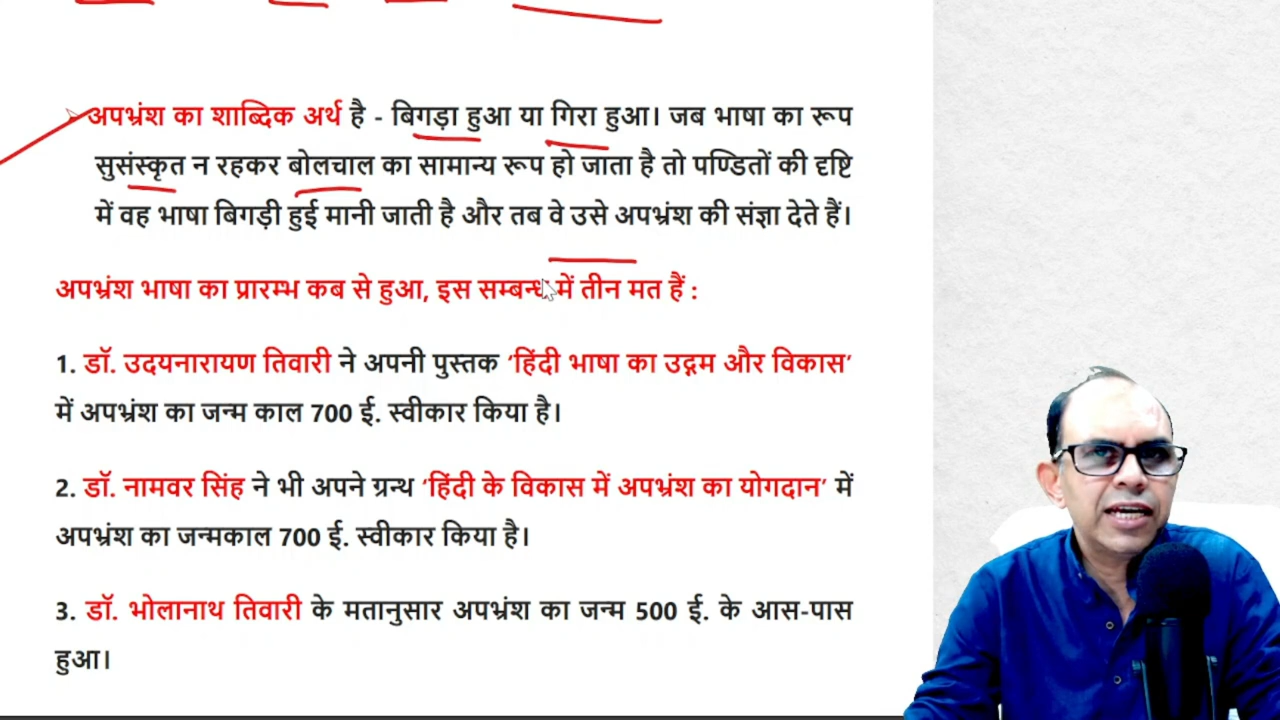 अपभ्रंश का शाब्दिक अर्थ है - बिगड़ा हुआ या गिरा हुआ। जब भाषा का रूप
सुसंस्कृत न रहकर बोलचाल का सामान्य रूप हो जाता है तो पण्डितों की दृष्टि
में वह भाषा बिगड़ी हुई मानी जाती है और तब वे उसे अपभ्रंश की संज्ञा देते हैं।
अपभ्रंश भाषा का प्रारम्भ कब से हुआ, इस सम्बन्ध में तीन मत हैं :
1. डॉ. उदयनारायण तिवारी ने अपनी पुस्तक ‘हिंदी भाषा का उद्गम और विकास’
में अपभ्रंश का जन्म काल 700 ई. स्वीकार किया है।
2. डॉ. नामवर सिंह ने भी अपने ग्रन्थ ‘हिंदी के विकास में अपभ्रंश का योगदान’ में
अपभ्रंश का जन्मकाल 700 ई. स्वीकार किया है।
3. डॉ. भोलानाथ तिवारी के मतानुसार अपभ्रंश का जन्म 500 ई. के आस-पास
हुआ।